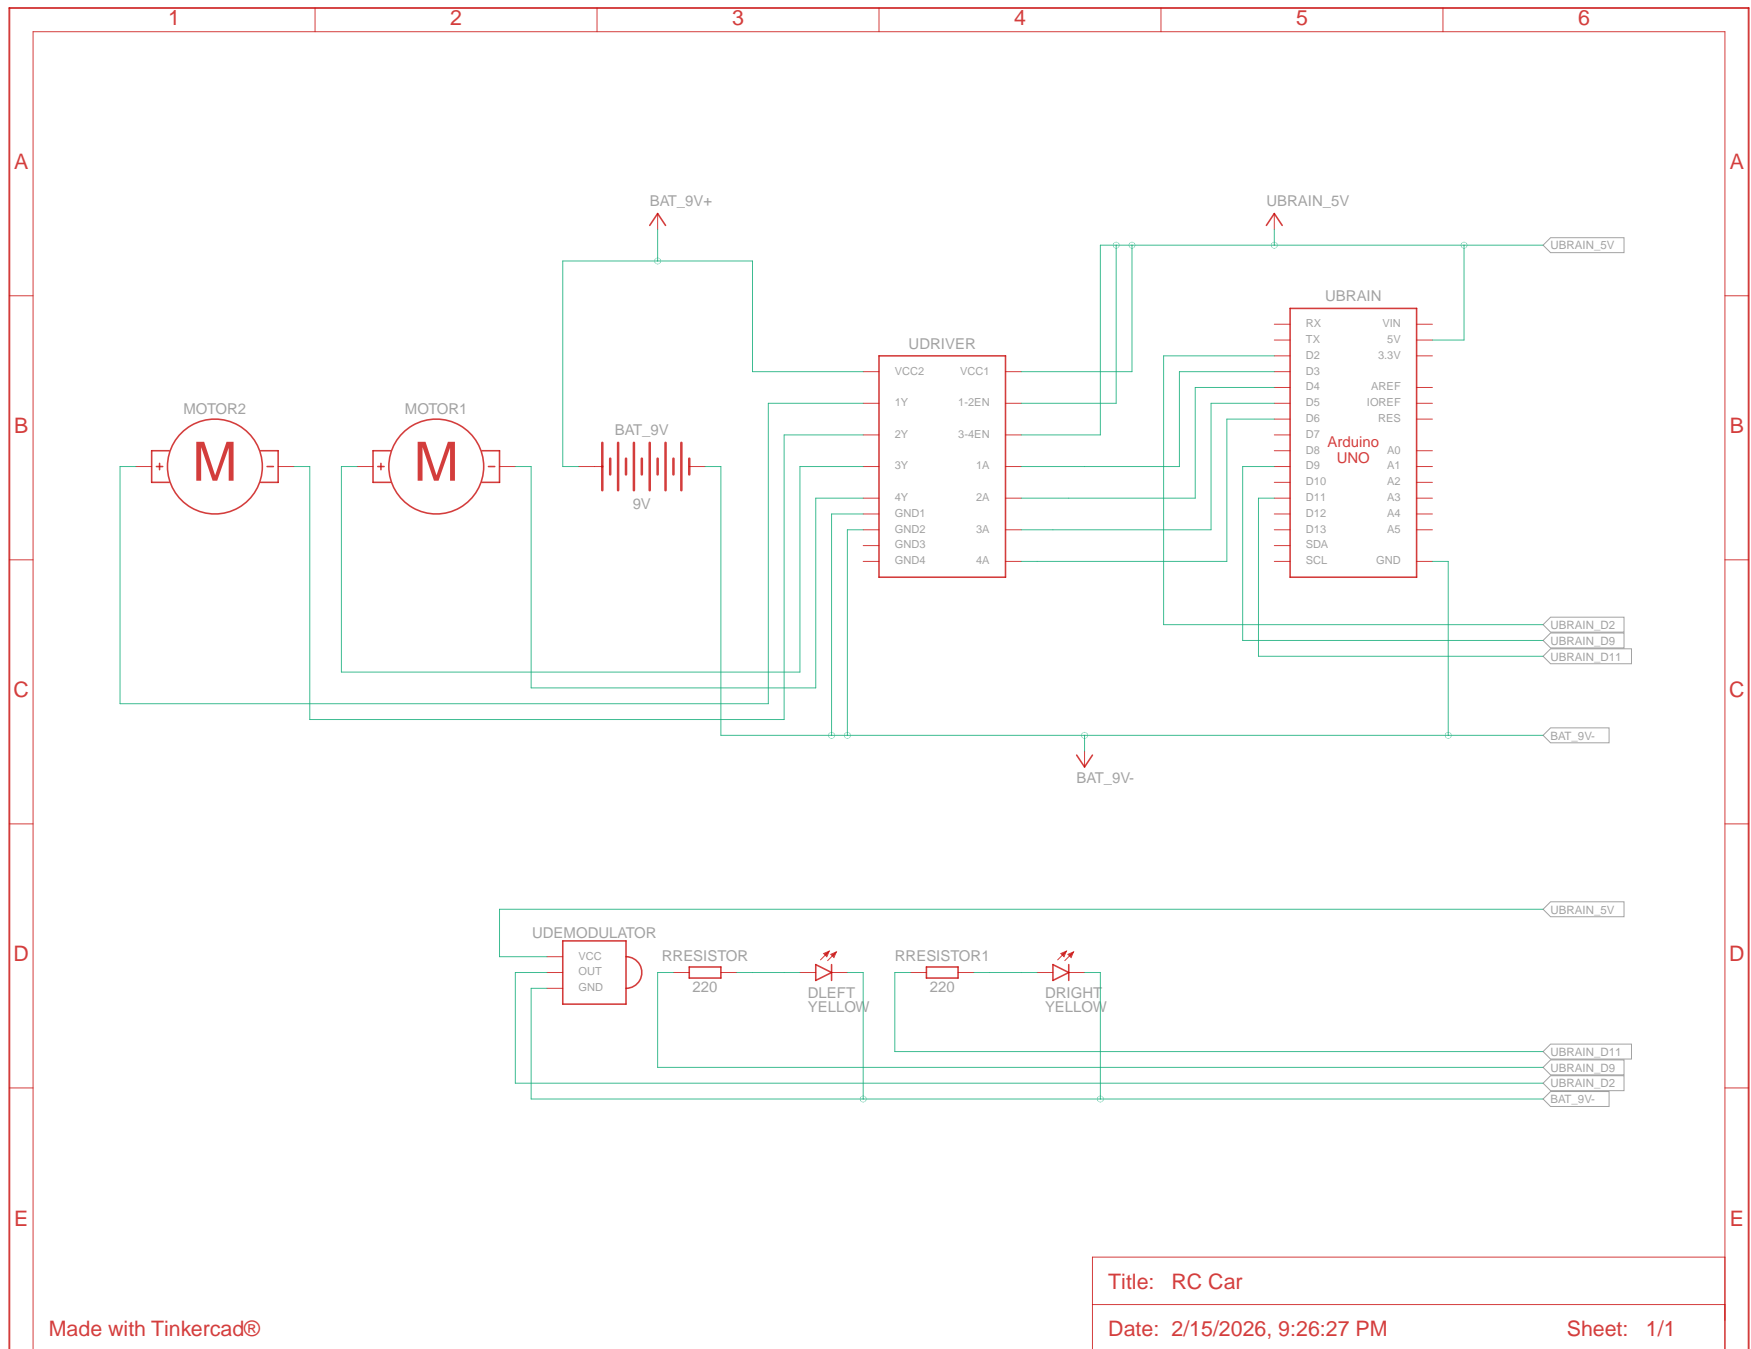 1 2 3 4 5 6
A A
BAT_9V+ UBRAIN_5V
UBRAIN_5V
UBRAIN
RX VIN
TX 5V
D2 3.3V
D3
D4 AREF
D5 IOREF
D6 RES
D7
D8 A0
D9 A1
D10 A2
D11 A3
D12 A4
D13 A5
SDA
SCL GND
Arduino
UNO
UDRIVER
VCC2 VCC1
1Y 1-2EN
2Y 3-4EN
3Y 1A
4Y 2A
GND1
GND2 3A
GND3
GND4 4A
MOTOR2 MOTOR1
B B
M M
+ - + -
BAT_9V
9V
UBRAIN_D2
UBRAIN_D9
UBRAIN_D11
C C
BAT_9V-
BAT_9V-
UBRAIN_5V
UDEMODULATOR
VCC
OUT
GND
D D
RRESISTOR
220
DLEFT
YELLOW
RRESISTOR1
220
DRIGHT
YELLOW
UBRAIN_D11
UBRAIN_D9
UBRAIN_D2
BAT_9V-
E E
Title: RC Car
Made with Tinkercad®
Date: 2/15/2026, 9:26:27 PM Sheet: 1/1